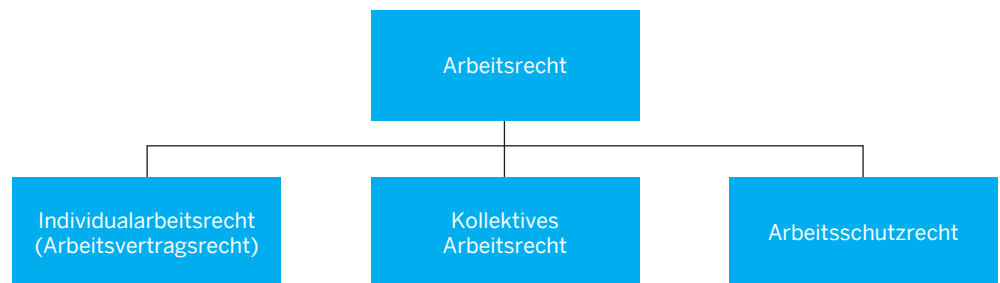 Arbeitsrecht
Individualarbeitsrecht
(Arbeitsvertragsrecht)
Kollektives
Arbeitsrecht
Arbeitsschutzrecht